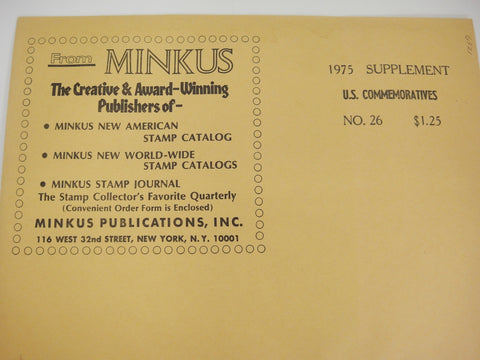 From MINKUS
The Creative & Award-Winning
Publishers of-
• MINKUS NEW AMERICAN
STAMP CATALOG
• MINKUS NEW WORLD-WIDE
STAMP CATALOGS
• MINKUS STAMP JOURNAL
The Stamp Collector's Favorite Quarterly
(Convenient Order Form is Enclosed)
MINKUS PUBLICATIONS, INC.
116 WEST 32nd STREET, NEW YORK, N.Y. 10001
1975 SUPPLEMENT
U.S. COMMEMORATIVES
NO. 26 $1.25